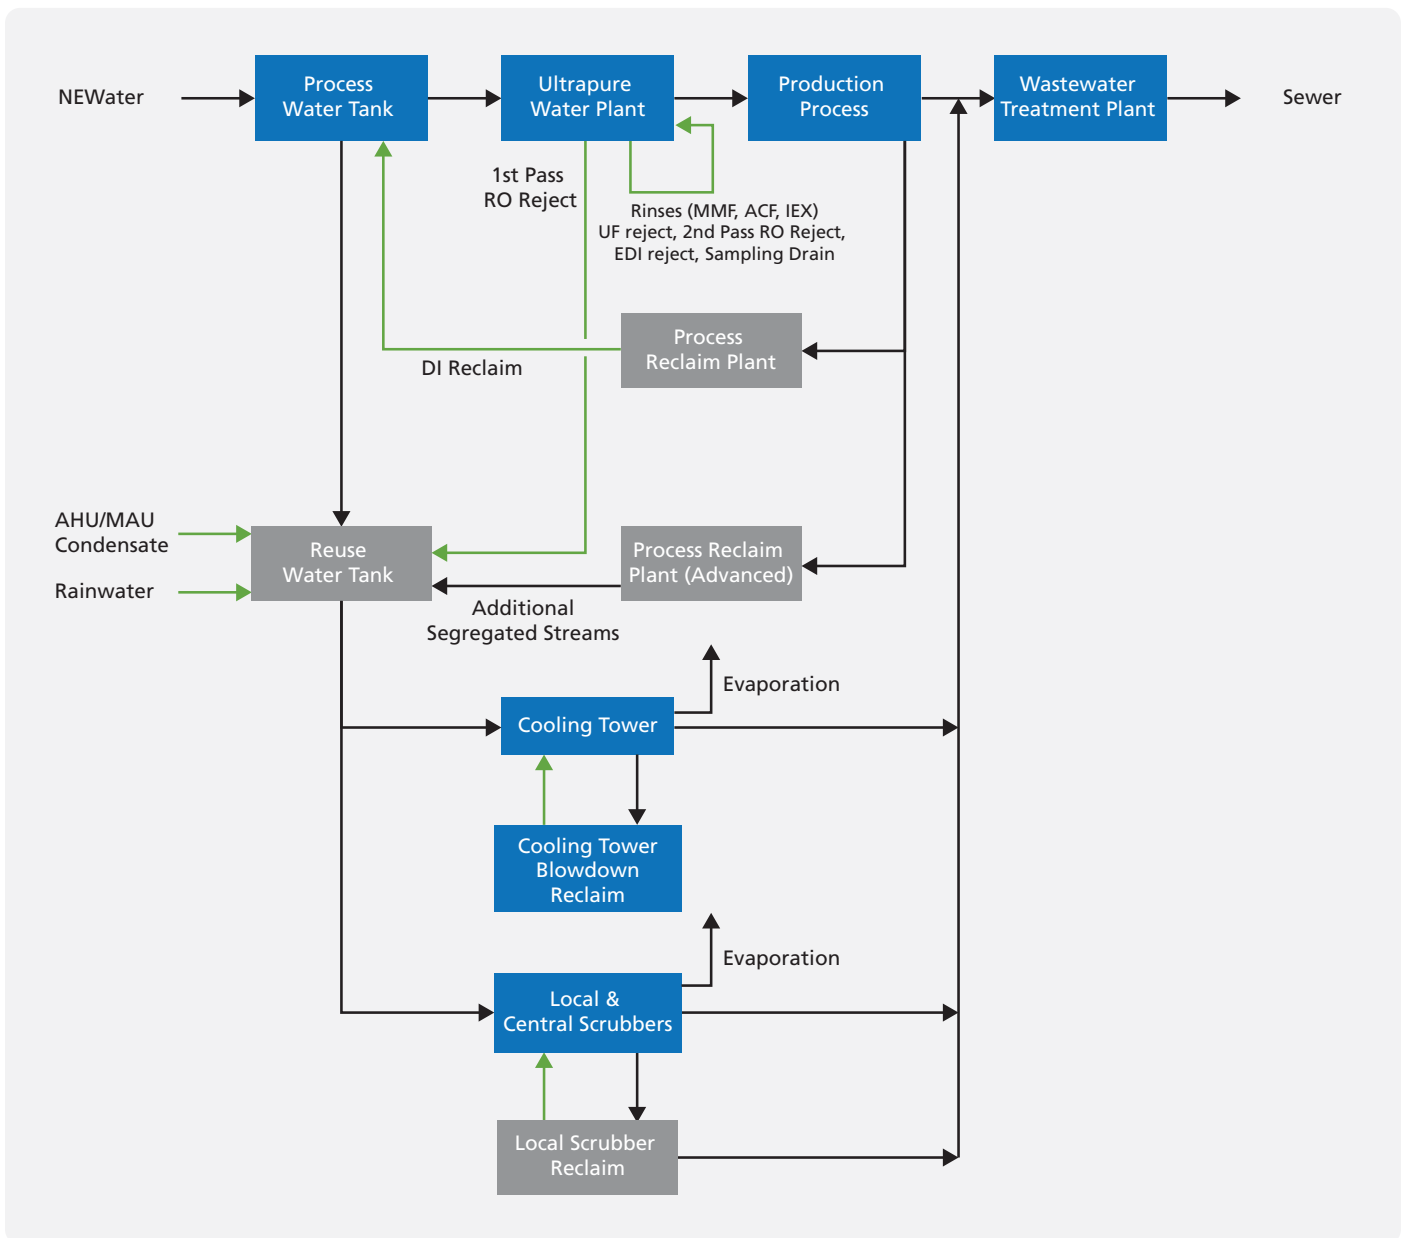 NEWater
Process
Water Tank
Ultrapure
Water Plant
Production
Process
Wastewater
Treatment Plant
Sewer
1st Pass
RO Reject
Rinses (MMF, ACF, IEX)
UF reject, 2nd Pass RO Reject,
EDI reject, Sampling Drain
Process
Reclaim Plant
DI Reclaim
AHU/MAU
Condensate
Rainwater
Reuse
Water Tank
Process Reclaim
Plant (Advanced)
Additional
Segregated Streams
Evaporation
Cooling Tower
Cooling Tower
Blowdown
Reclaim
Evaporation
Local &
Central Scrubbers
Local Scrubber
Reclaim